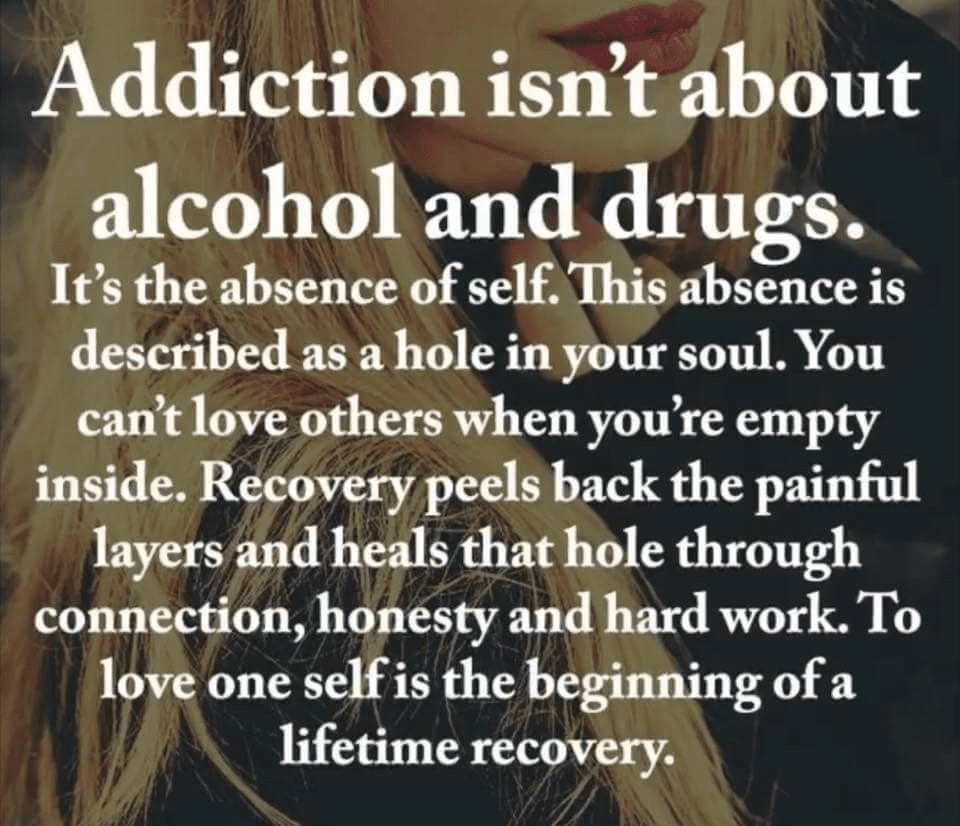 Addiction isn't about
alcohol and drugs.
It's the absence of self. This absence is
described as a hole in your soul. You
can't love others when you're empty
inside. Recovery peels back the painful
layers and heals that hole through
connection, honesty and hard work. To
love one self is the beginning of a
lifetime recovery.